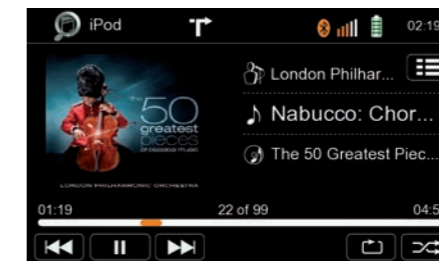 iPod
02:19
London Philhar...
Nabucco: Chor...
The 50 Greatest Piec...
the
50
greatest
pieces
of classical music
LONDON PHILHARMONIC ORCHESTRA
01:19
22 of 99
04:5